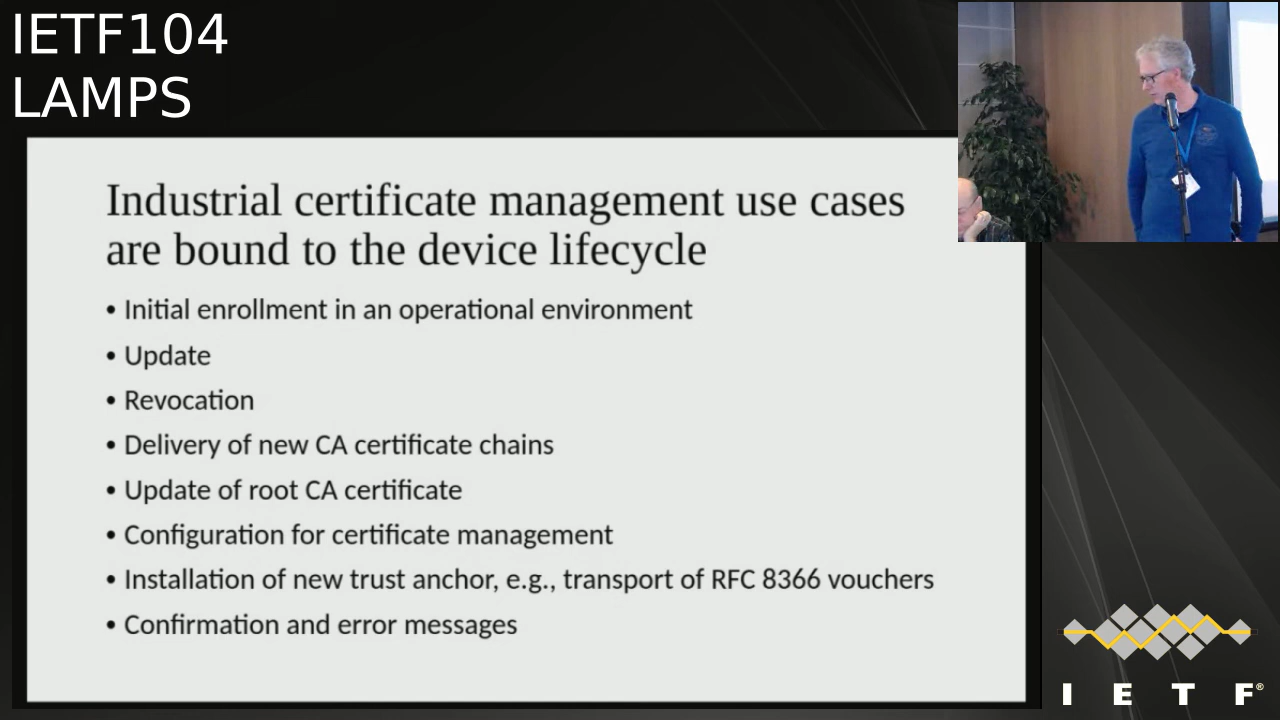 IETF104
LAMPS
Industrial certificate management use cases
are bound to the device lifecycle
• Initial enrollment in an operational environment
• Update
• Revocation
• Delivery of new CA certificate chains
• Update of root CA certificate
• Configuration for certificate management
• Installation of new trust anchor, e.g., transport of RFC 8366 vouchers
• Confirmation and error messages
I E T F®